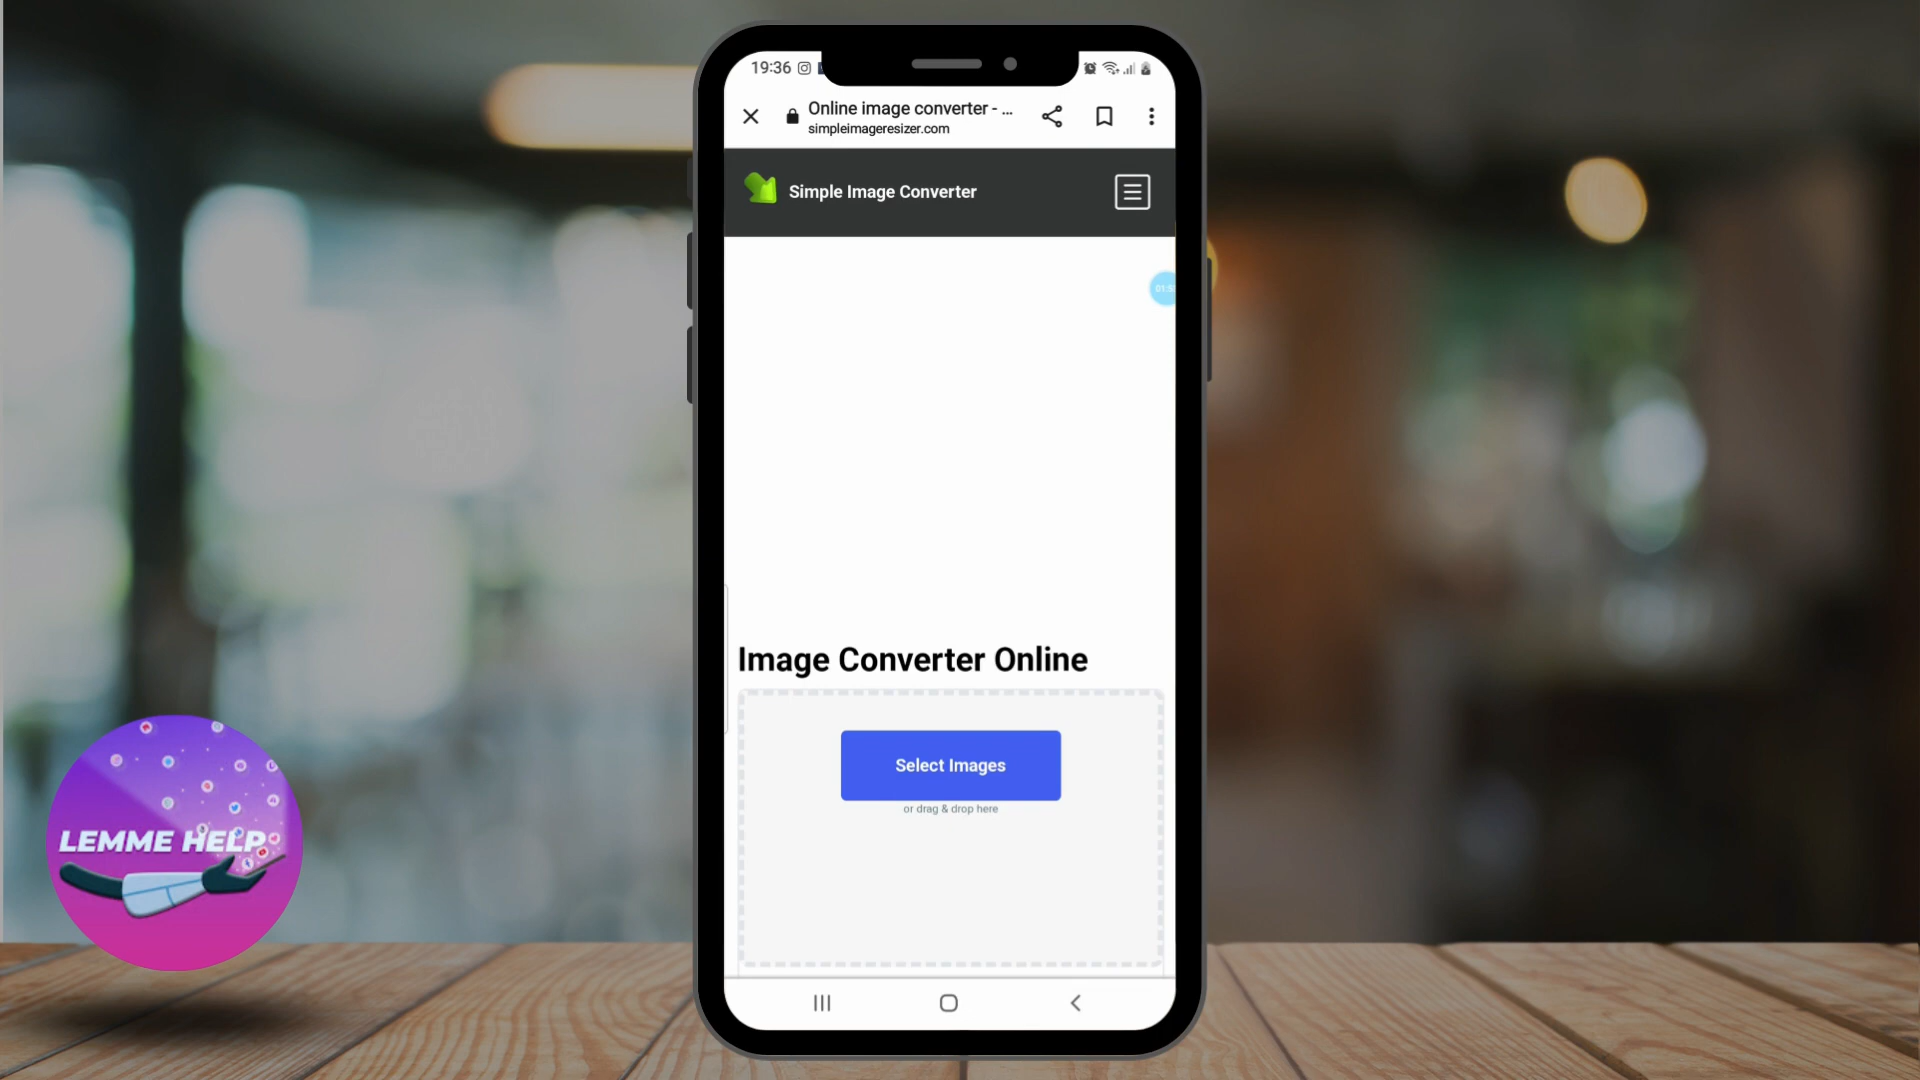 19:36
Online image converter - ...
simpleimageresizer.com
Simple Image Converter
Image Converter Online
Select Images
or drag & drop here
LEMME HELP